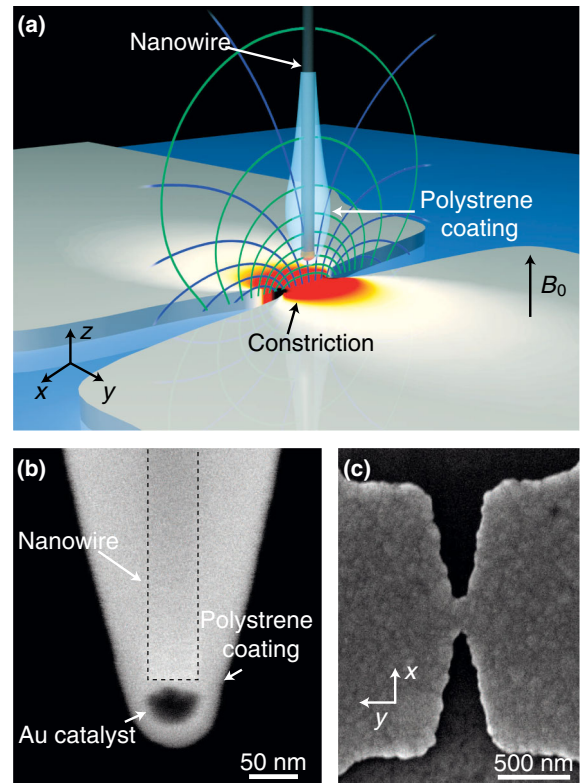 (a)
Nanowire
Polystrene
coating
B0
Constriction
z
x
y
(b)
Nanowire
Polystrene
coating
Au catalyst
50 nm
(c)
x
y
500 nm